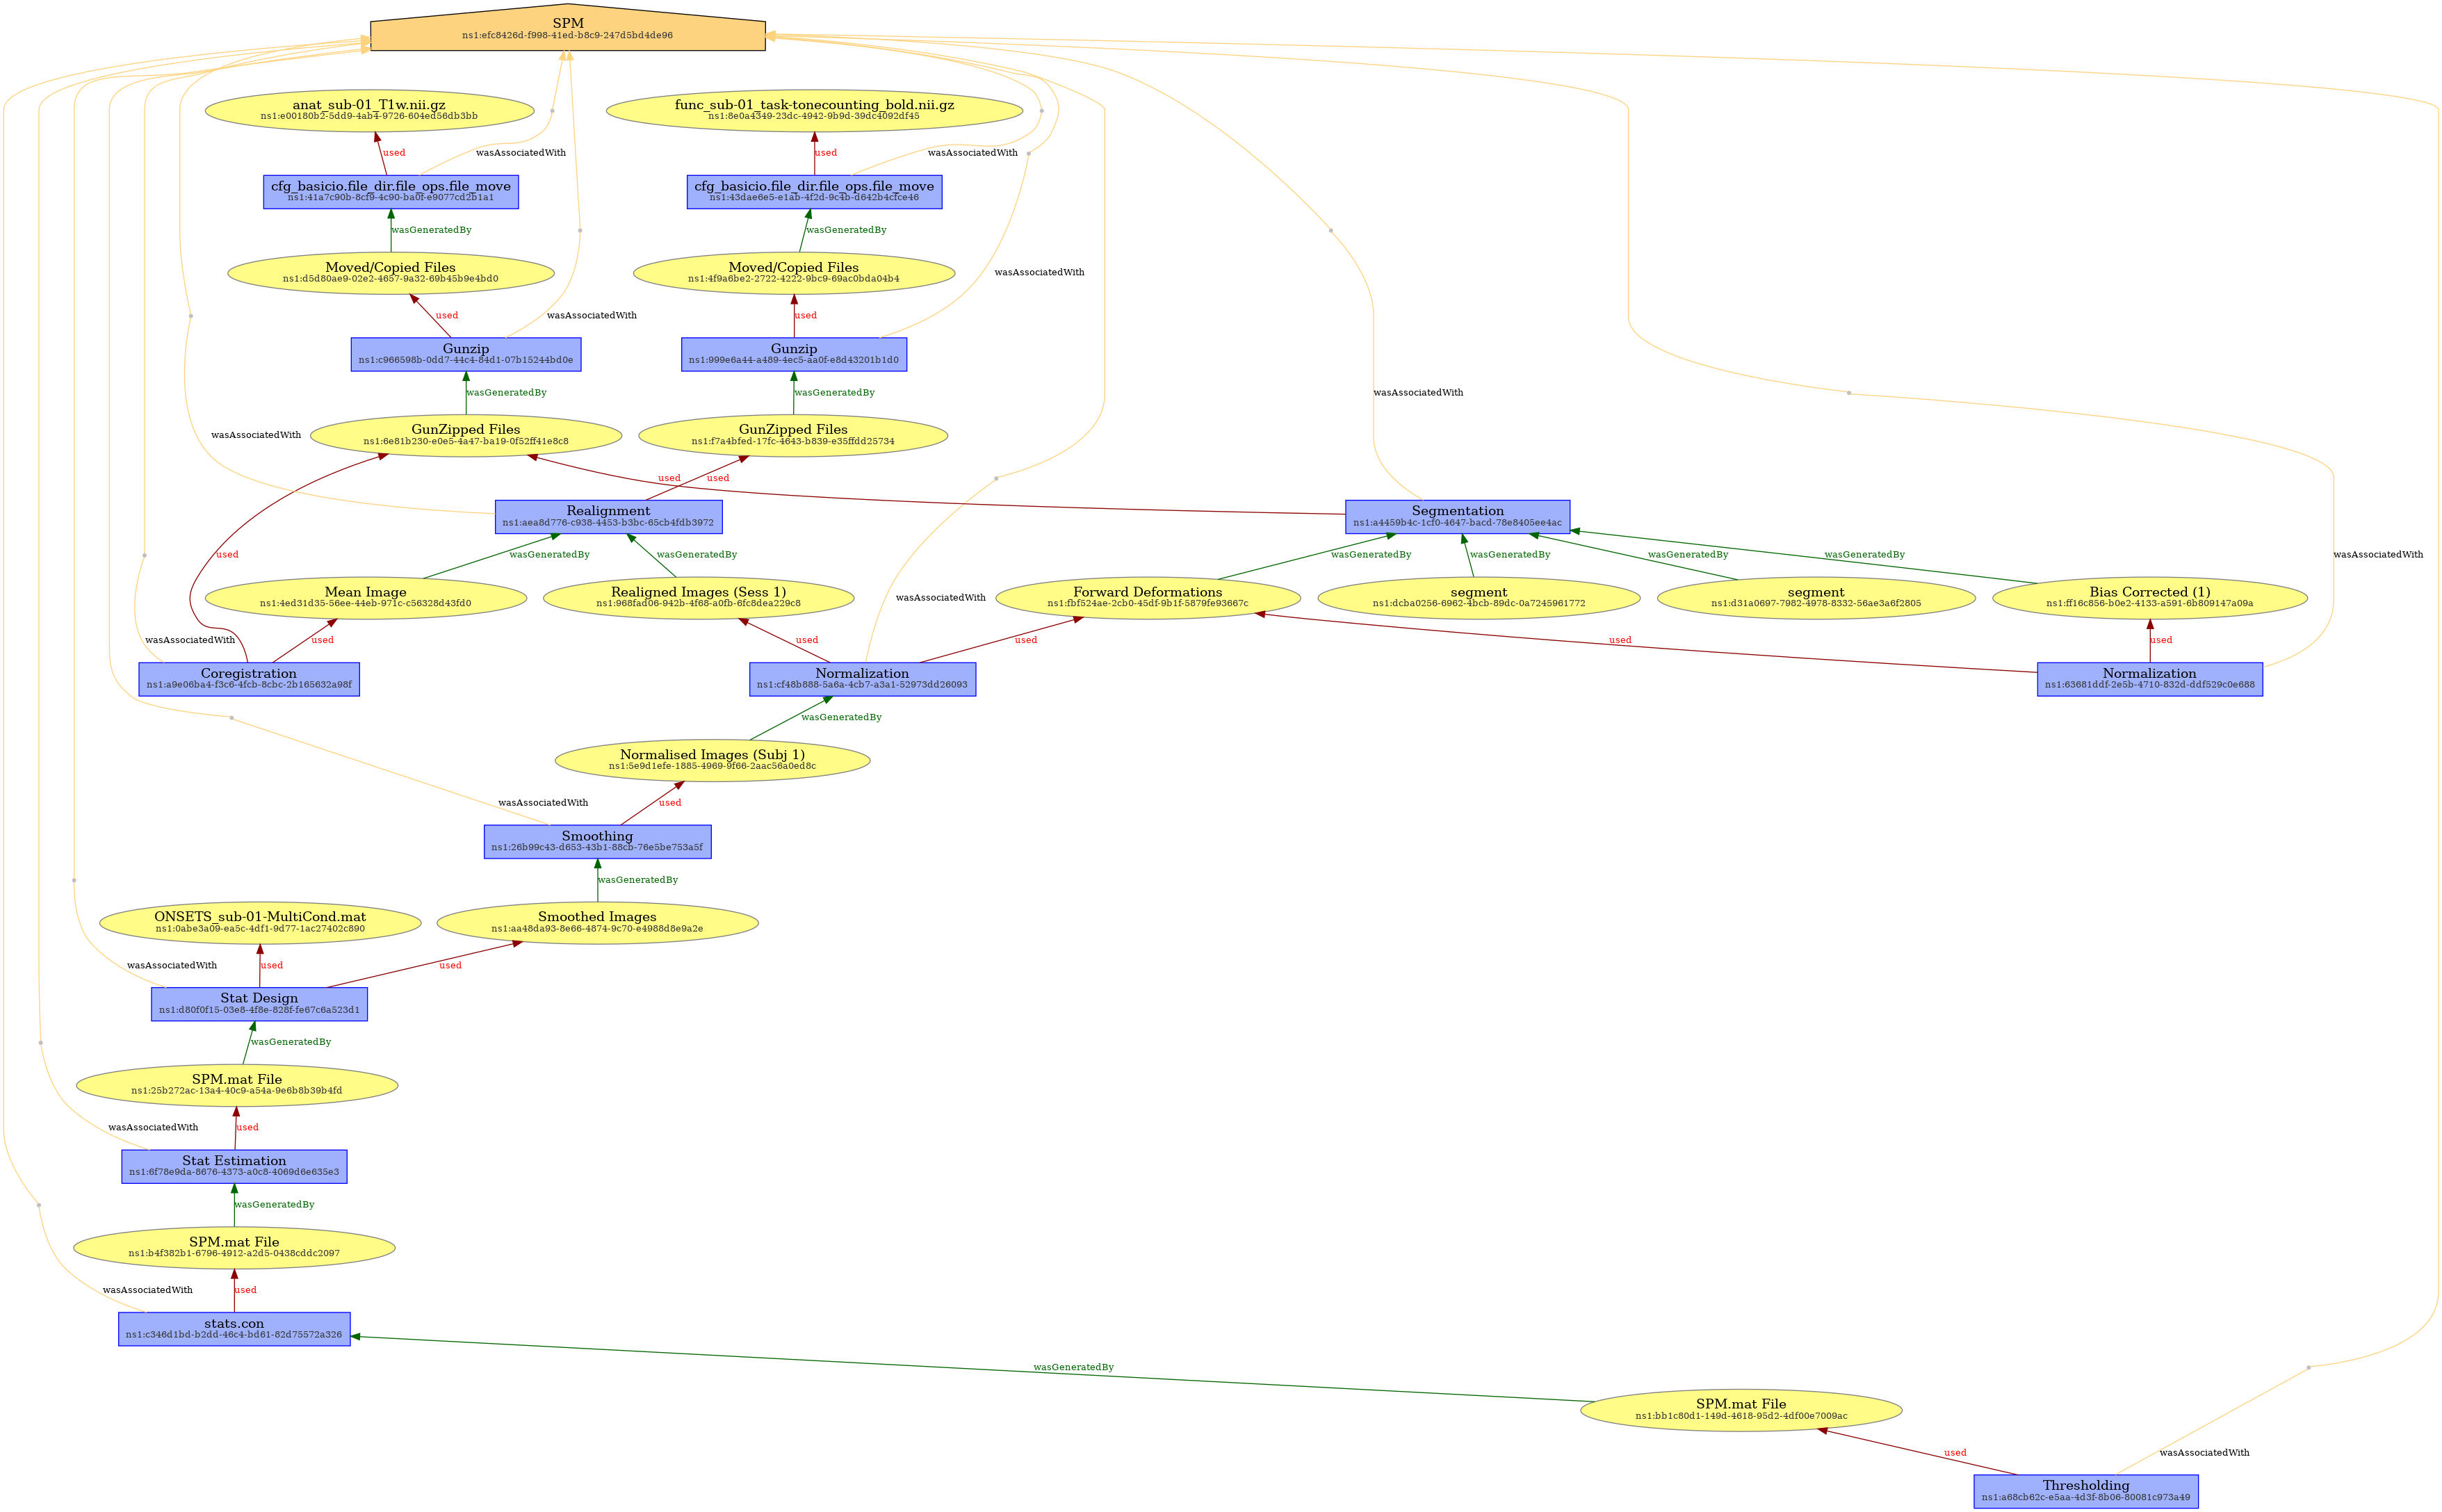 SPM
ns1:efc8426d-f998-41ed-b8c9-247d5bd4de96
anat_sub-01_T1w.nii.gz
ns1:e00180b2-5dd9-4ab4-9726-604ed56db3bb
func_sub-01_task-tonecounting_bold.nii.gz
ns1:8e0a4349-23dc-4942-9b9d-39dc4092df45
used
wasAssociatedWith
used
wasAssociatedWith
cfg_basicio.file_dir.file_ops.file_move
ns1:41a7c90b-8cf9-4c90-ba0f-e9077cd2b1a1
cfg_basicio.file_dir.file_ops.file_move
ns1:43dae6e5-e1ab-4f2d-9c4b-d642b4cfce46
wasGeneratedBy
wasGeneratedBy
Moved/Copied Files
ns1:d5d80ae9-02e2-4657-9a32-69b45b9e4bd0
Moved/Copied Files
ns1:4f9a6be2-2722-4222-9bc9-69ac0bda04b4
wasAssociatedWith
used
wasAssociatedWith
used
Gunzip
ns1:c966598b-0dd7-44c4-84d1-07b15244bd0e
Gunzip
ns1:999e6a44-a489-4ec5-aa0f-e8d43201b1d0
wasGeneratedBy
wasGeneratedBy
wasAssociatedWith
GunZipped Files
ns1:6e81b230-e0e5-4a47-ba19-0f52ff41e8c8
GunZipped Files
ns1:f7a4bfed-17fc-4643-b839-e35ffdd25734
wasAssociatedWith
used
used
Realignment
ns1:aea8d776-c938-4453-b3bc-65cb4fdb3972
Segmentation
ns1:a4459b4c-1cf0-4647-bacd-78e8405ee4ac
used
wasGeneratedBy
wasGeneratedBy
wasGeneratedBy
wasGeneratedBy
wasGeneratedBy
wasGeneratedBy
wasAssociatedWith
Mean Image
ns1:4ed31d35-56ee-44eb-971c-c56328d43fd0
Realigned Images (Sess 1)
ns1:968fad06-942b-4f68-a0fb-6fc8dea229c8
wasAssociatedWith
Forward Deformations
ns1:fbf524ae-2cb0-45df-9b1f-5879fe93667c
segment
ns1:dcba0256-6962-4bcb-89dc-0a7245961772
segment
ns1:d31a0697-7982-4978-8332-56ae3a6f2805
Bias Corrected (1)
ns1:ff16c856-b0e2-4133-a591-6b809147a09a
wasAssociatedWith
used
used
used
used
used
Coregistration
ns1:a9e06ba4-f3c6-4fcb-8cbc-2b165632a98f
Normalization
ns1:cf48b888-5a6a-4cb7-a3a1-52973dd26093
Normalization
ns1:63681ddf-2e5b-4710-832d-ddf529c0e688
wasGeneratedBy
Normalised Images (Subj 1)
ns1:5e9d1efe-1885-4969-9f66-2aac56a0ed8c
wasAssociatedWith
used
Smoothing
ns1:26b99c43-d653-43b1-88cb-76e5be753a5f
wasGeneratedBy
ONSETS_sub-01-MultiCond.mat
ns1:0abe3a09-ea5c-4df1-9d77-1ac27402c890
Smoothed Images
ns1:aa48da93-8e66-4874-9c70-e4988d8e9a2e
wasAssociatedWith
used
used
Stat Design
ns1:d80f0f15-03e8-4f8e-828f-fe67c6a523d1
wasGeneratedBy
SPM.mat File
ns1:25b272ac-13a4-40c9-a54a-9e6b8b39b4fd
wasAssociatedWith
used
Stat Estimation
ns1:6f78e9da-8676-4373-a0c8-4069d6e635e3
wasGeneratedBy
SPM.mat File
ns1:b4f382b1-6796-4912-a2d5-0438cddc2097
wasAssociatedWith
used
stats.con
ns1:c346d1bd-b2dd-46c4-bd61-82d75572a326
wasGeneratedBy
SPM.mat File
ns1:bb1c80d1-149d-4618-95d2-4df00e7009ac
used
wasAssociatedWith
Thresholding
ns1:a68cb62c-e5aa-4d3f-8b06-80081c973a49